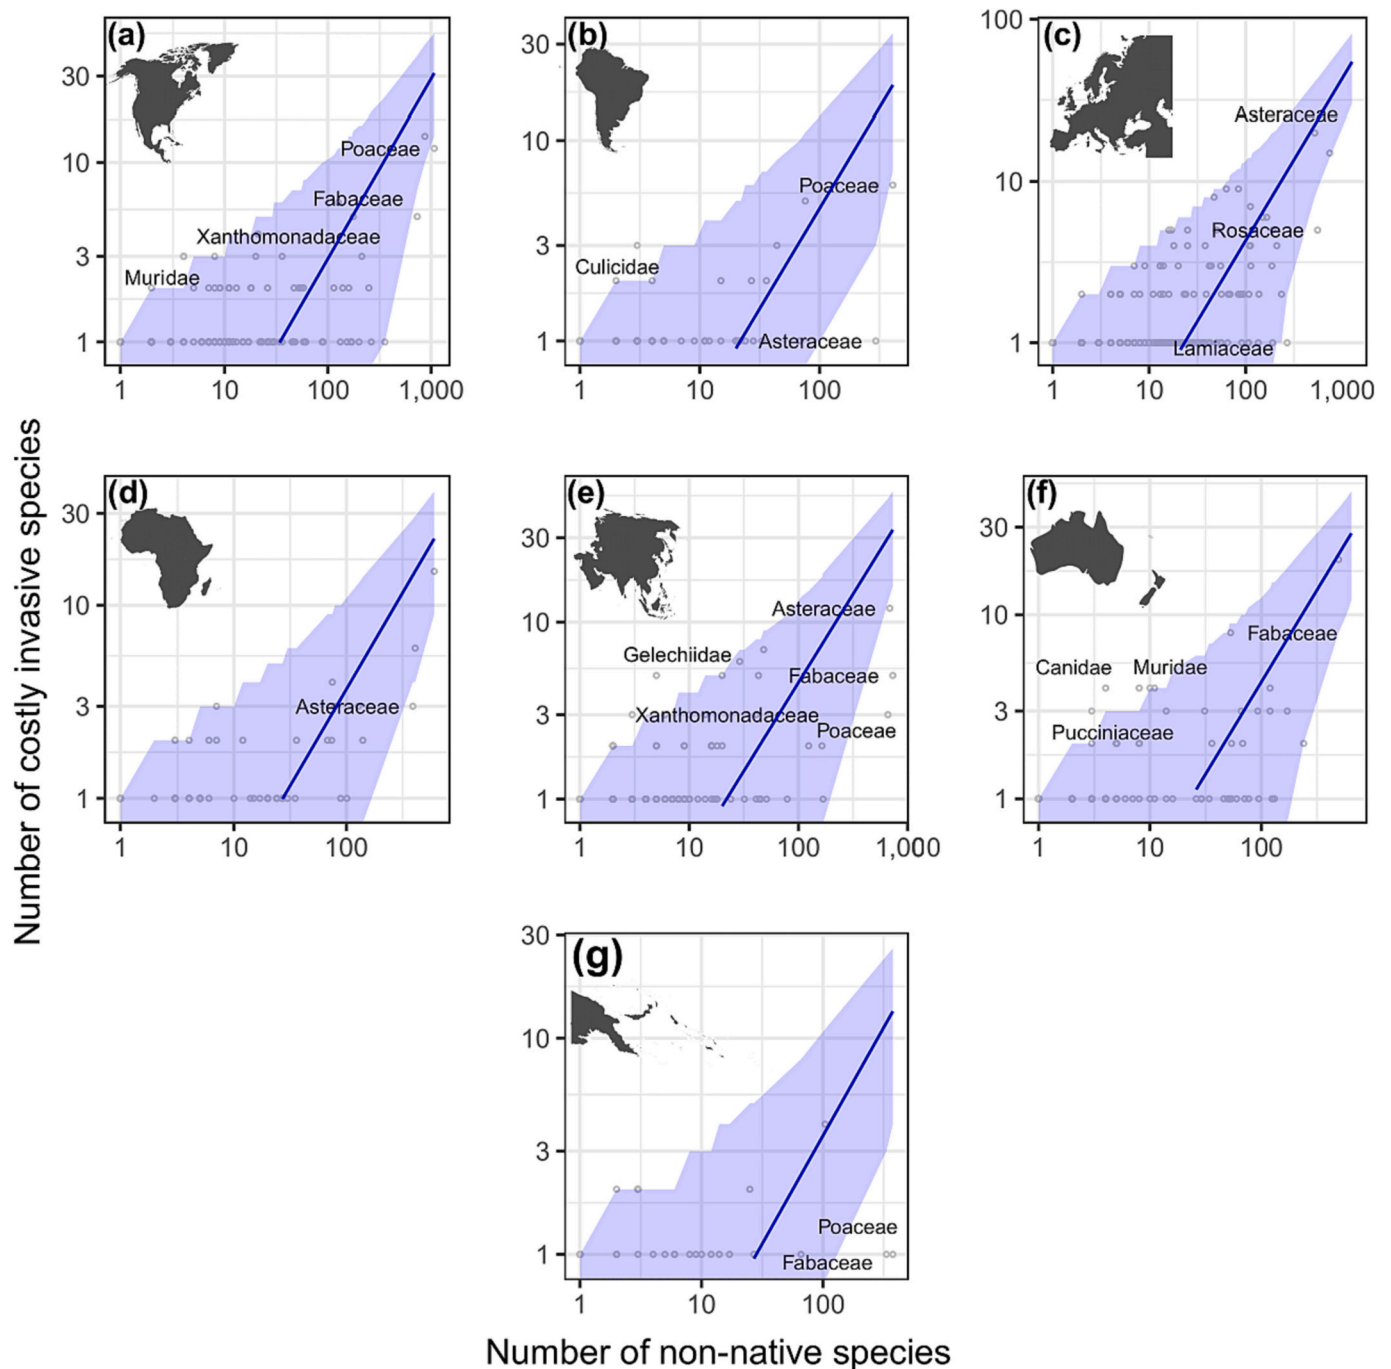 Number of costly invasive species
(a)
30
10
3
1
Poaceae
Fabaceae
Xanthomonadaceae
Muridae
1 10 100 1,000
(b)
30
10
3
1
Poaceae
Culicidae
Asteraceae
1 10 100
(c)
100
10
1
Asteraceae
Rosaceae
Lamiaceae
1 10 100 1,000
(d)
30
10
3
1
Asteraceae
1 10 100
(e)
30
10
3
1
Asteraceae
Gelechiidae
Fabaceae
Xanthomonadaceae
Poaceae
1 10 100 1,000
(f)
30
10
3
1
Fabaceae
Canidae Muridae
Pucciniaceae
1 10 100
(g)
30
10
3
1
Poaceae
Fabaceae
1 10 100
Number of non-native species